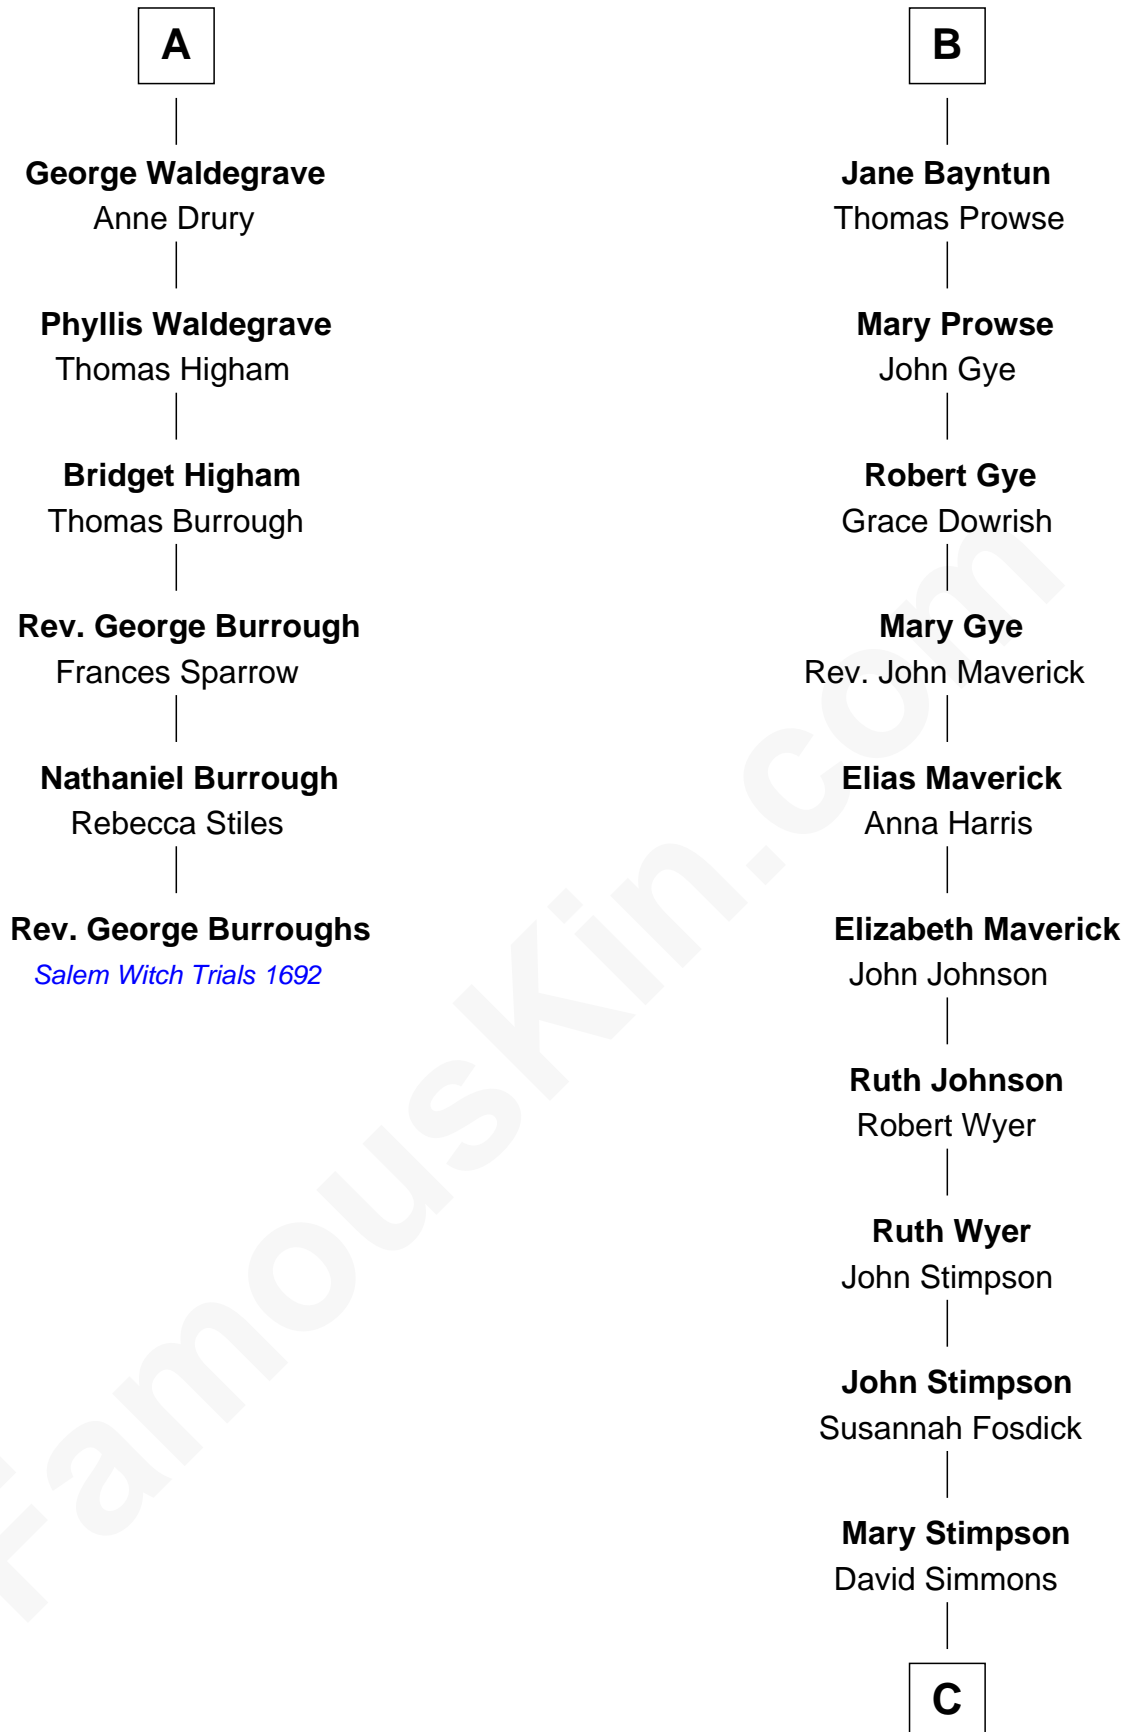 A
George Waldegrave
Anne Drury
Phyllis Waldegrave
Thomas Higham
Bridget Higham
Thomas Burrough
Rev. George Burrough
Frances Sparrow
Nathaniel Burrough
Rebecca Stiles
Rev. George Burroughs
Salem Witch Trials 1692
B
Jane Bayntun
Thomas Prowse
Mary Prowse
John Gye
Robert Gye
Grace Dowrish
Mary Gye
Rev. John Maverick
Elias Maverick
Anna Harris
Elizabeth Maverick
John Johnson
Ruth Johnson
Robert Wyer
Ruth Wyer
John Stimpson
John Stimpson
Susannah Fosdick
Mary Stimpson
David Simmons
C
FamousKin.com